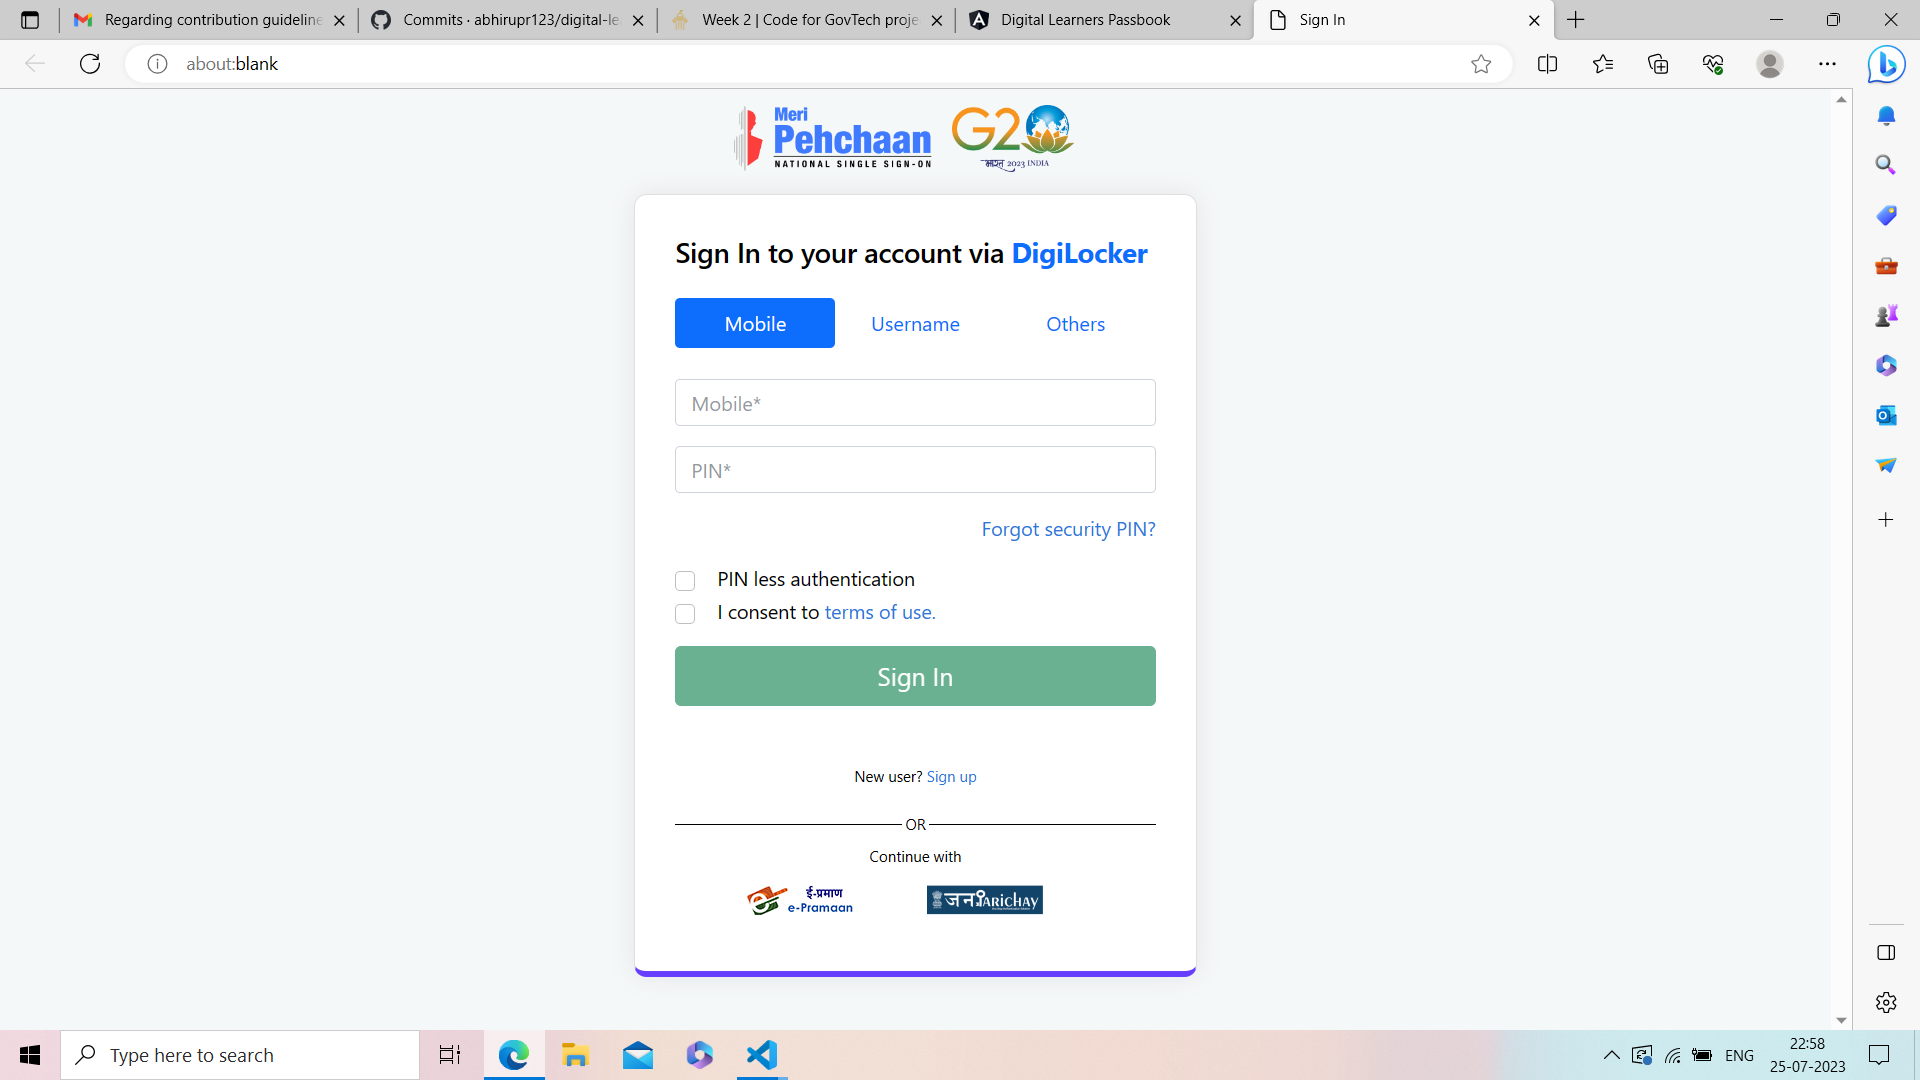 Regarding contribution guideline
Commits · abhirupr123/digital-le
Week 2 | Code for GovTech proje
Digital Learners Passbook
Sign In
about:blank
Meri
Pehchaan
NATIONAL SINGLE SIGN-ON
G20
भारत 2023 INDIA
Sign In to your account via DigiLocker
Mobile
Username
Others
Mobile*
PIN*
Forgot security PIN?
PIN less authentication
I consent to terms of use.
Sign In
New user? Sign up
OR
Continue with
ई-प्रमाण
e-Pramaan
जन PARICHAY
Type here to search
ENG
22:58
25-07-2023